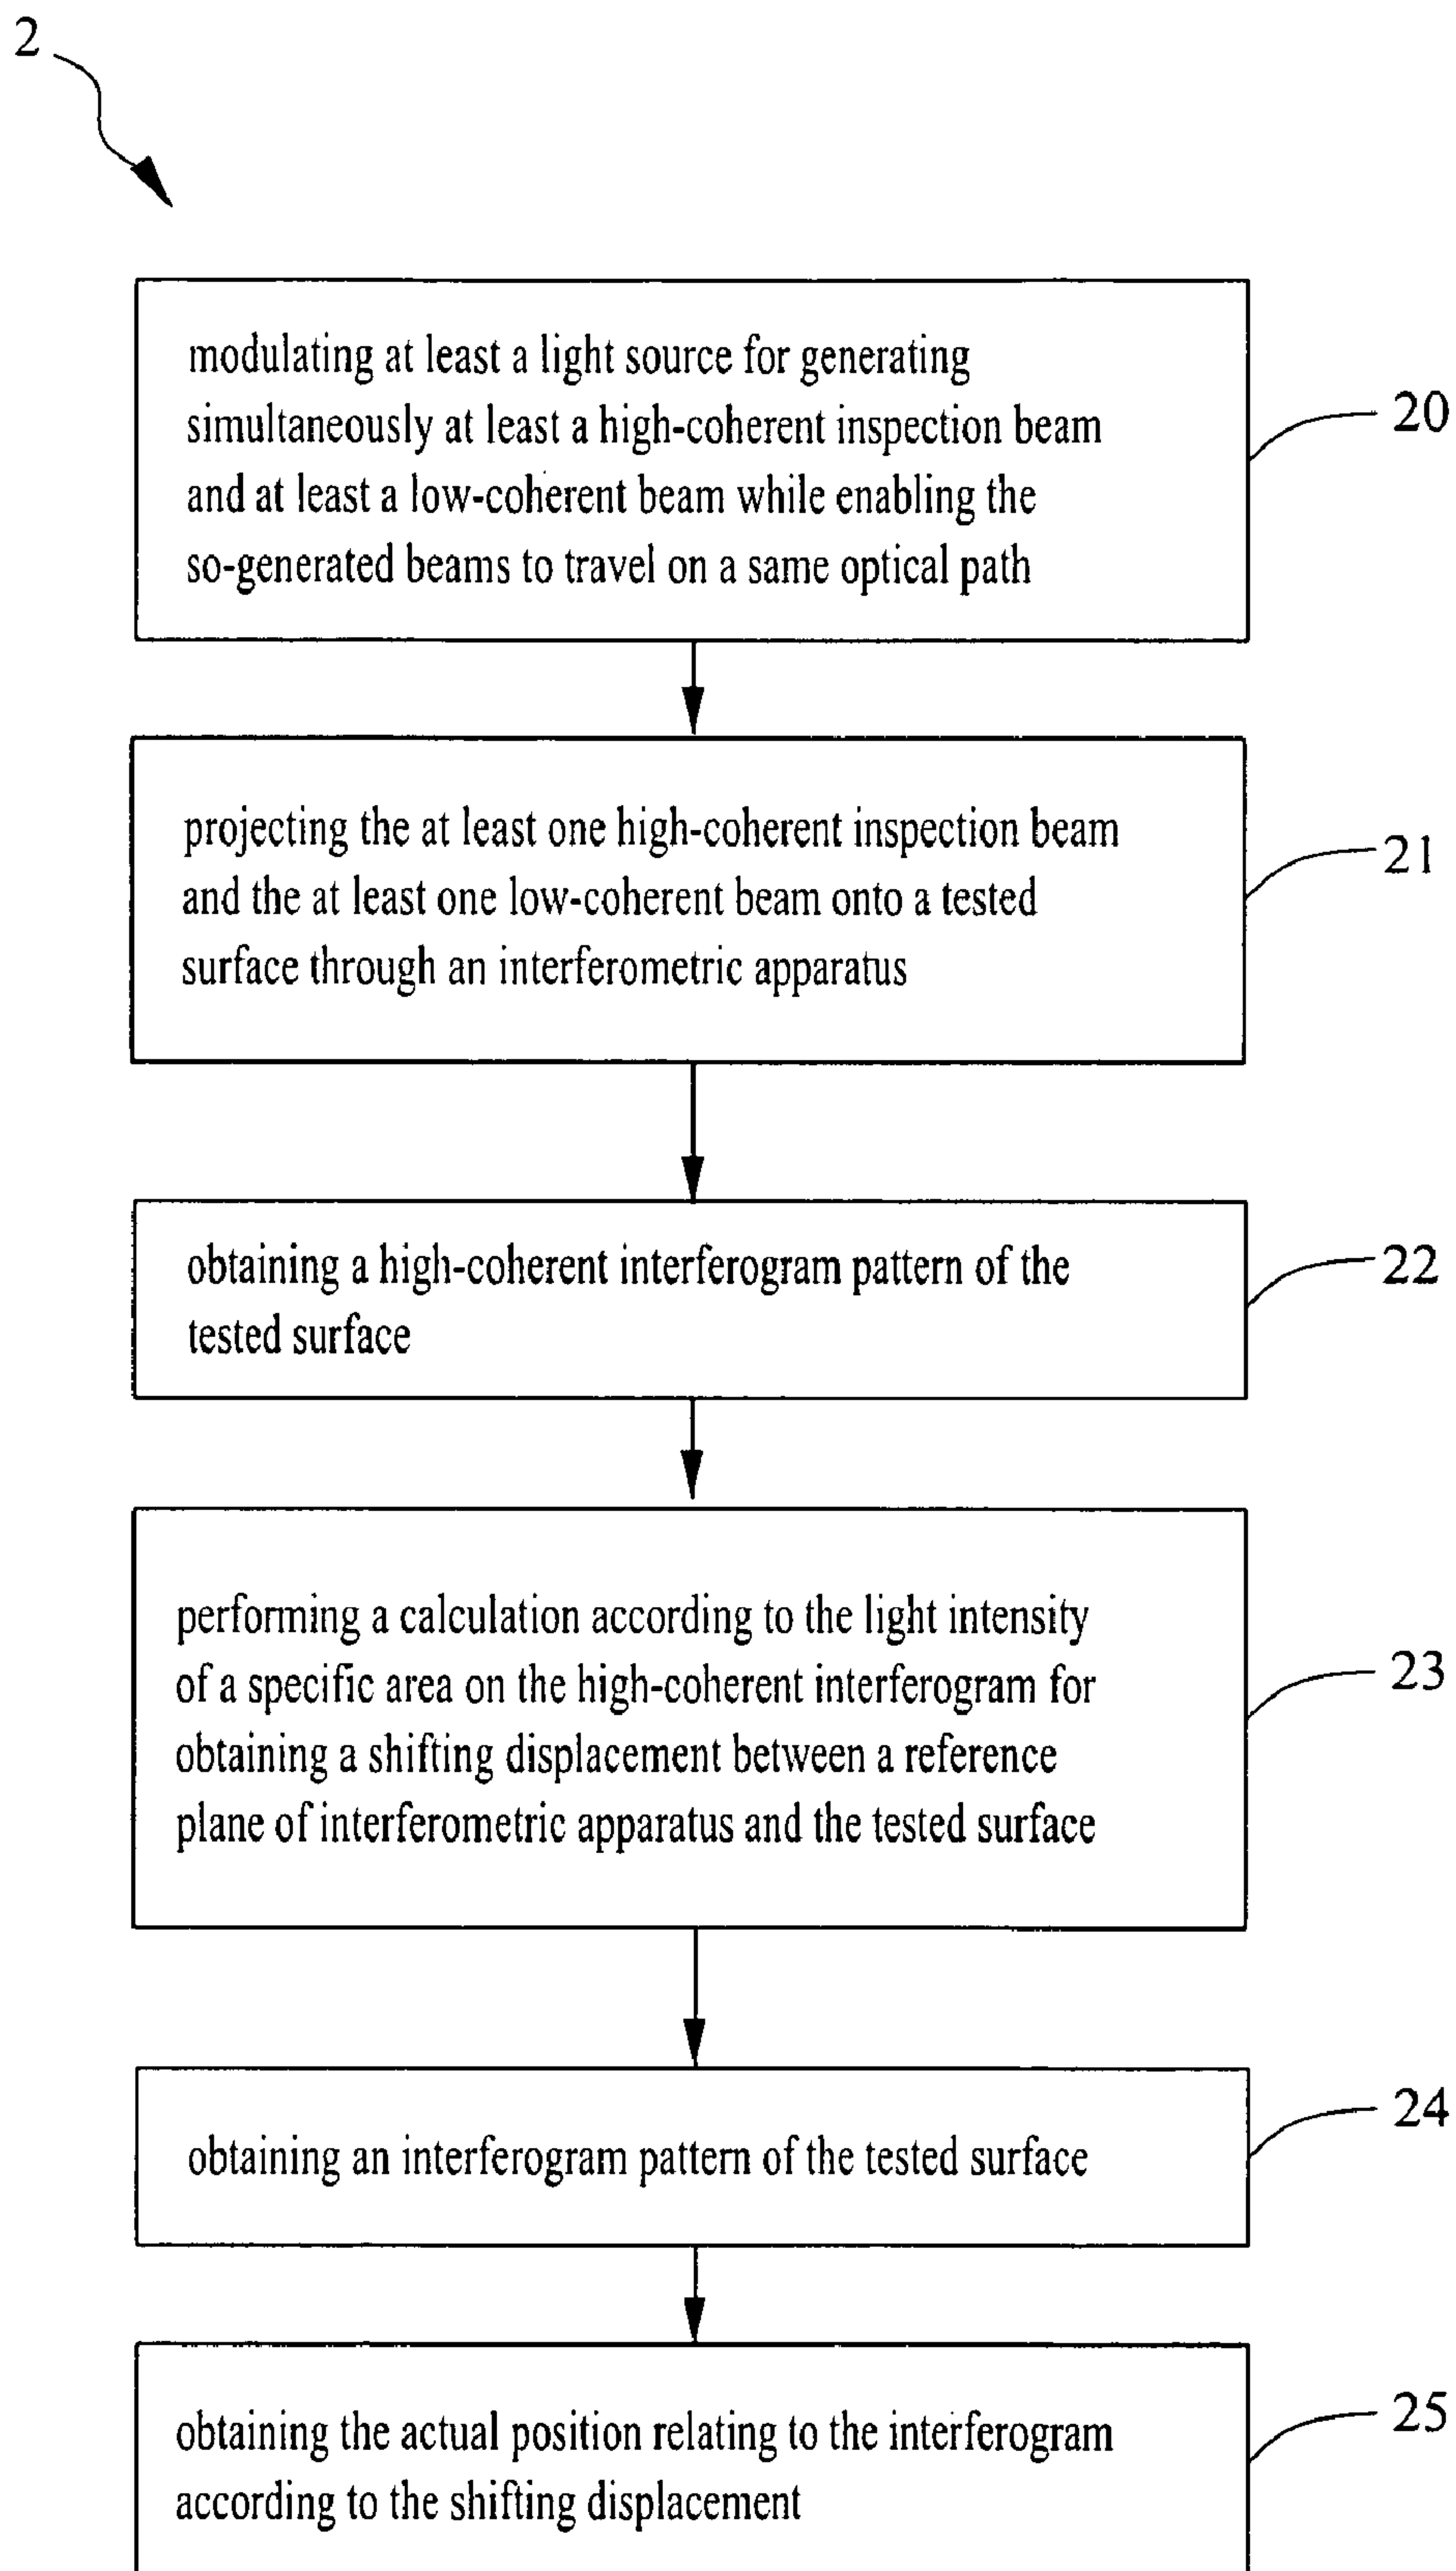 2
modulating at least a light source for generating
simultaneously at least a high-coherent inspection beam
and at least a low-coherent beam while enabling the
so-generated beams to travel on a same optical path
20
projecting the at least one high-coherent inspection beam
and the at least one low-coherent beam onto a tested
surface through an interferometric apparatus
21
obtaining a high-coherent interferogram pattern of the
tested surface
22
performing a calculation according to the light intensity
of a specific area on the high-coherent interferogram for
obtaining a shifting displacement between a reference
plane of interferometric apparatus and the tested surface
23
obtaining an interferogram pattern of the tested surface
24
obtaining the actual position relating to the interferogram
according to the shifting displacement
25